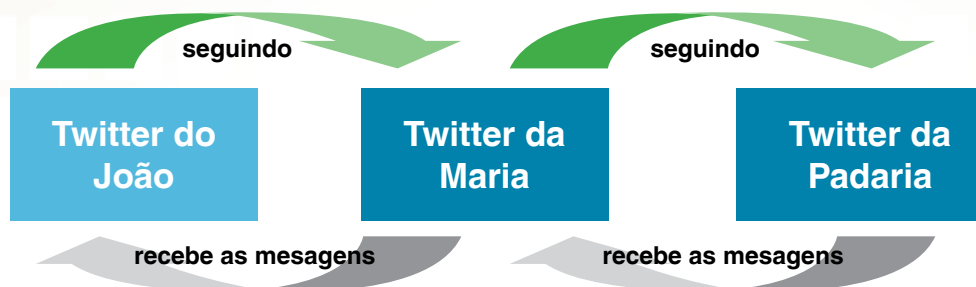 seguindo
seguindo
Twitter do
João
Twitter da
Maria
Twitter da
Padaria
recebe as mesagens
recebe as mesagens